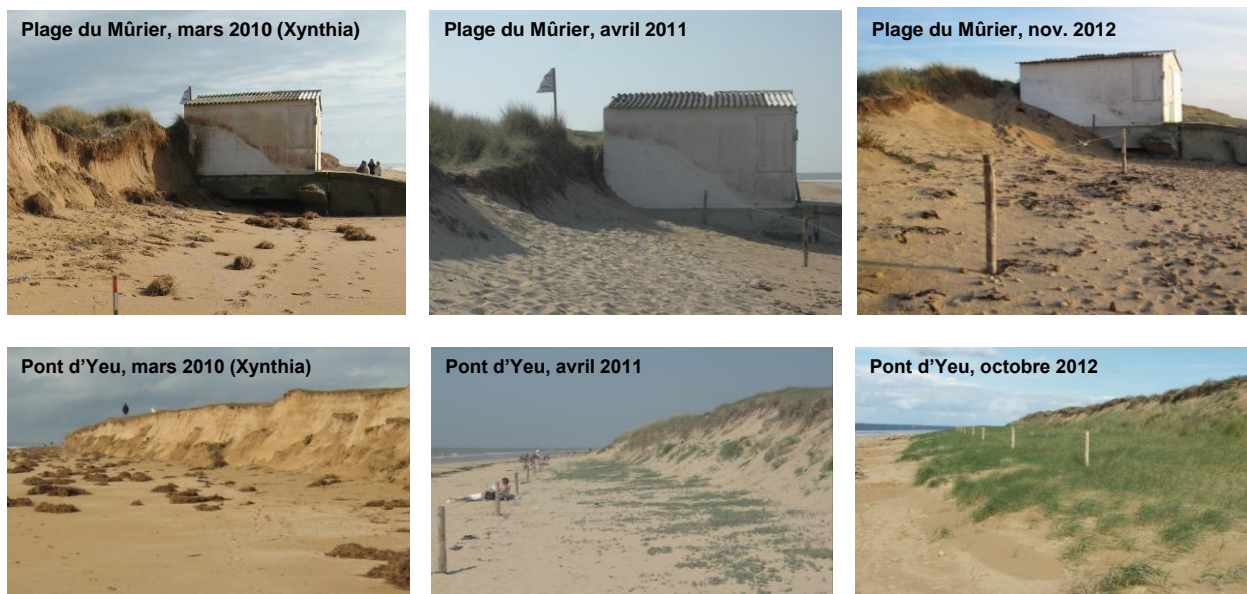 Plage du Mûrier, mars 2010 (Xynthia)
Plage du Mûrier, avril 2011
Plage du Mûrier, nov. 2012
Pont d'Yeu, mars 2010 (Xynthia)
Pont d'Yeu, avril 2011
Pont d'Yeu, octobre 2012